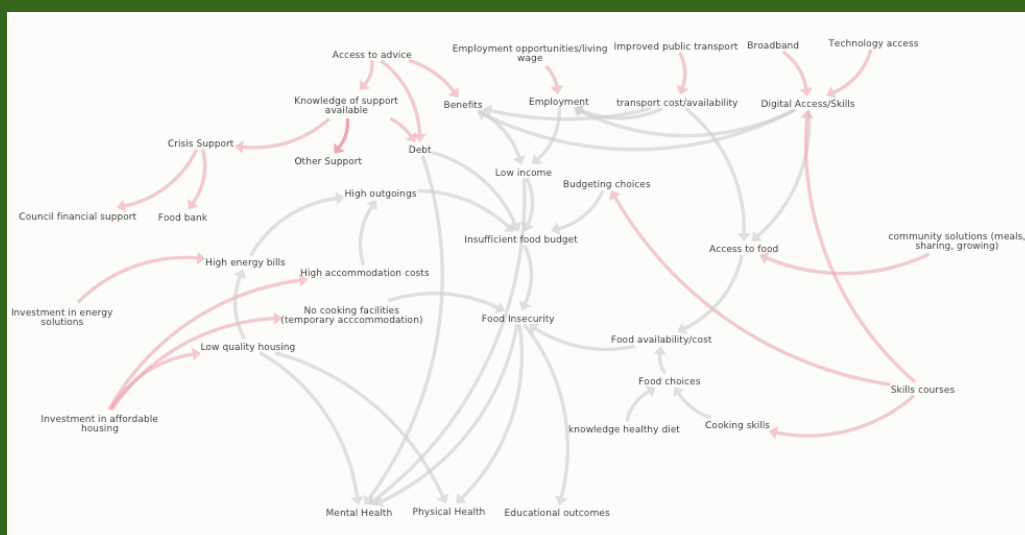 Access to advice
Employment opportunities/living
wage
Improved public transport
Broadband
Technology access
Knowledge of support
available
Benefits
Employment
transport cost/availability
Digital Access/Skills
Crisis Support
Other Support
Debt
Low income
High outgoings
Budgeting choices
Council financial support
Food bank
Insufficient food budget
Access to food
community solutions (meals,
sharing, growing)
High energy bills
High accommodation costs
Investment in energy
solutions
No cooking facilities
(temporary acccommodation)
Food Insecurity
Low quality housing
Food availability/cost
Food choices
Skills courses
Investment in affordable
housing
knowledge healthy diet
Cooking skills
Mental Health
Physical Health
Educational outcomes